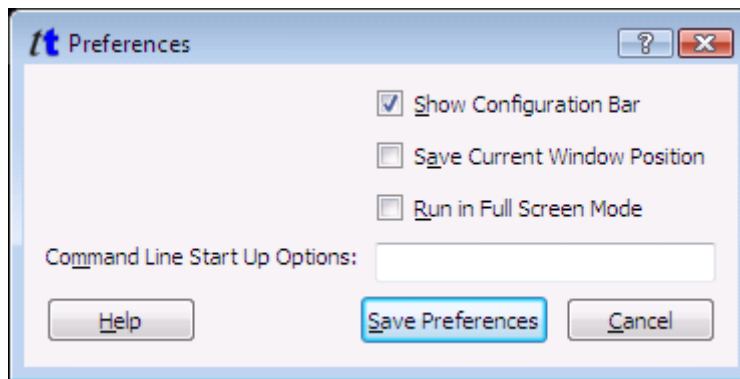 tt Preferences ?
Show Configuration Bar
Save Current Window Position
Run in Full Screen Mode
Command Line Start Up Options:
Help Save Preferences Cancel